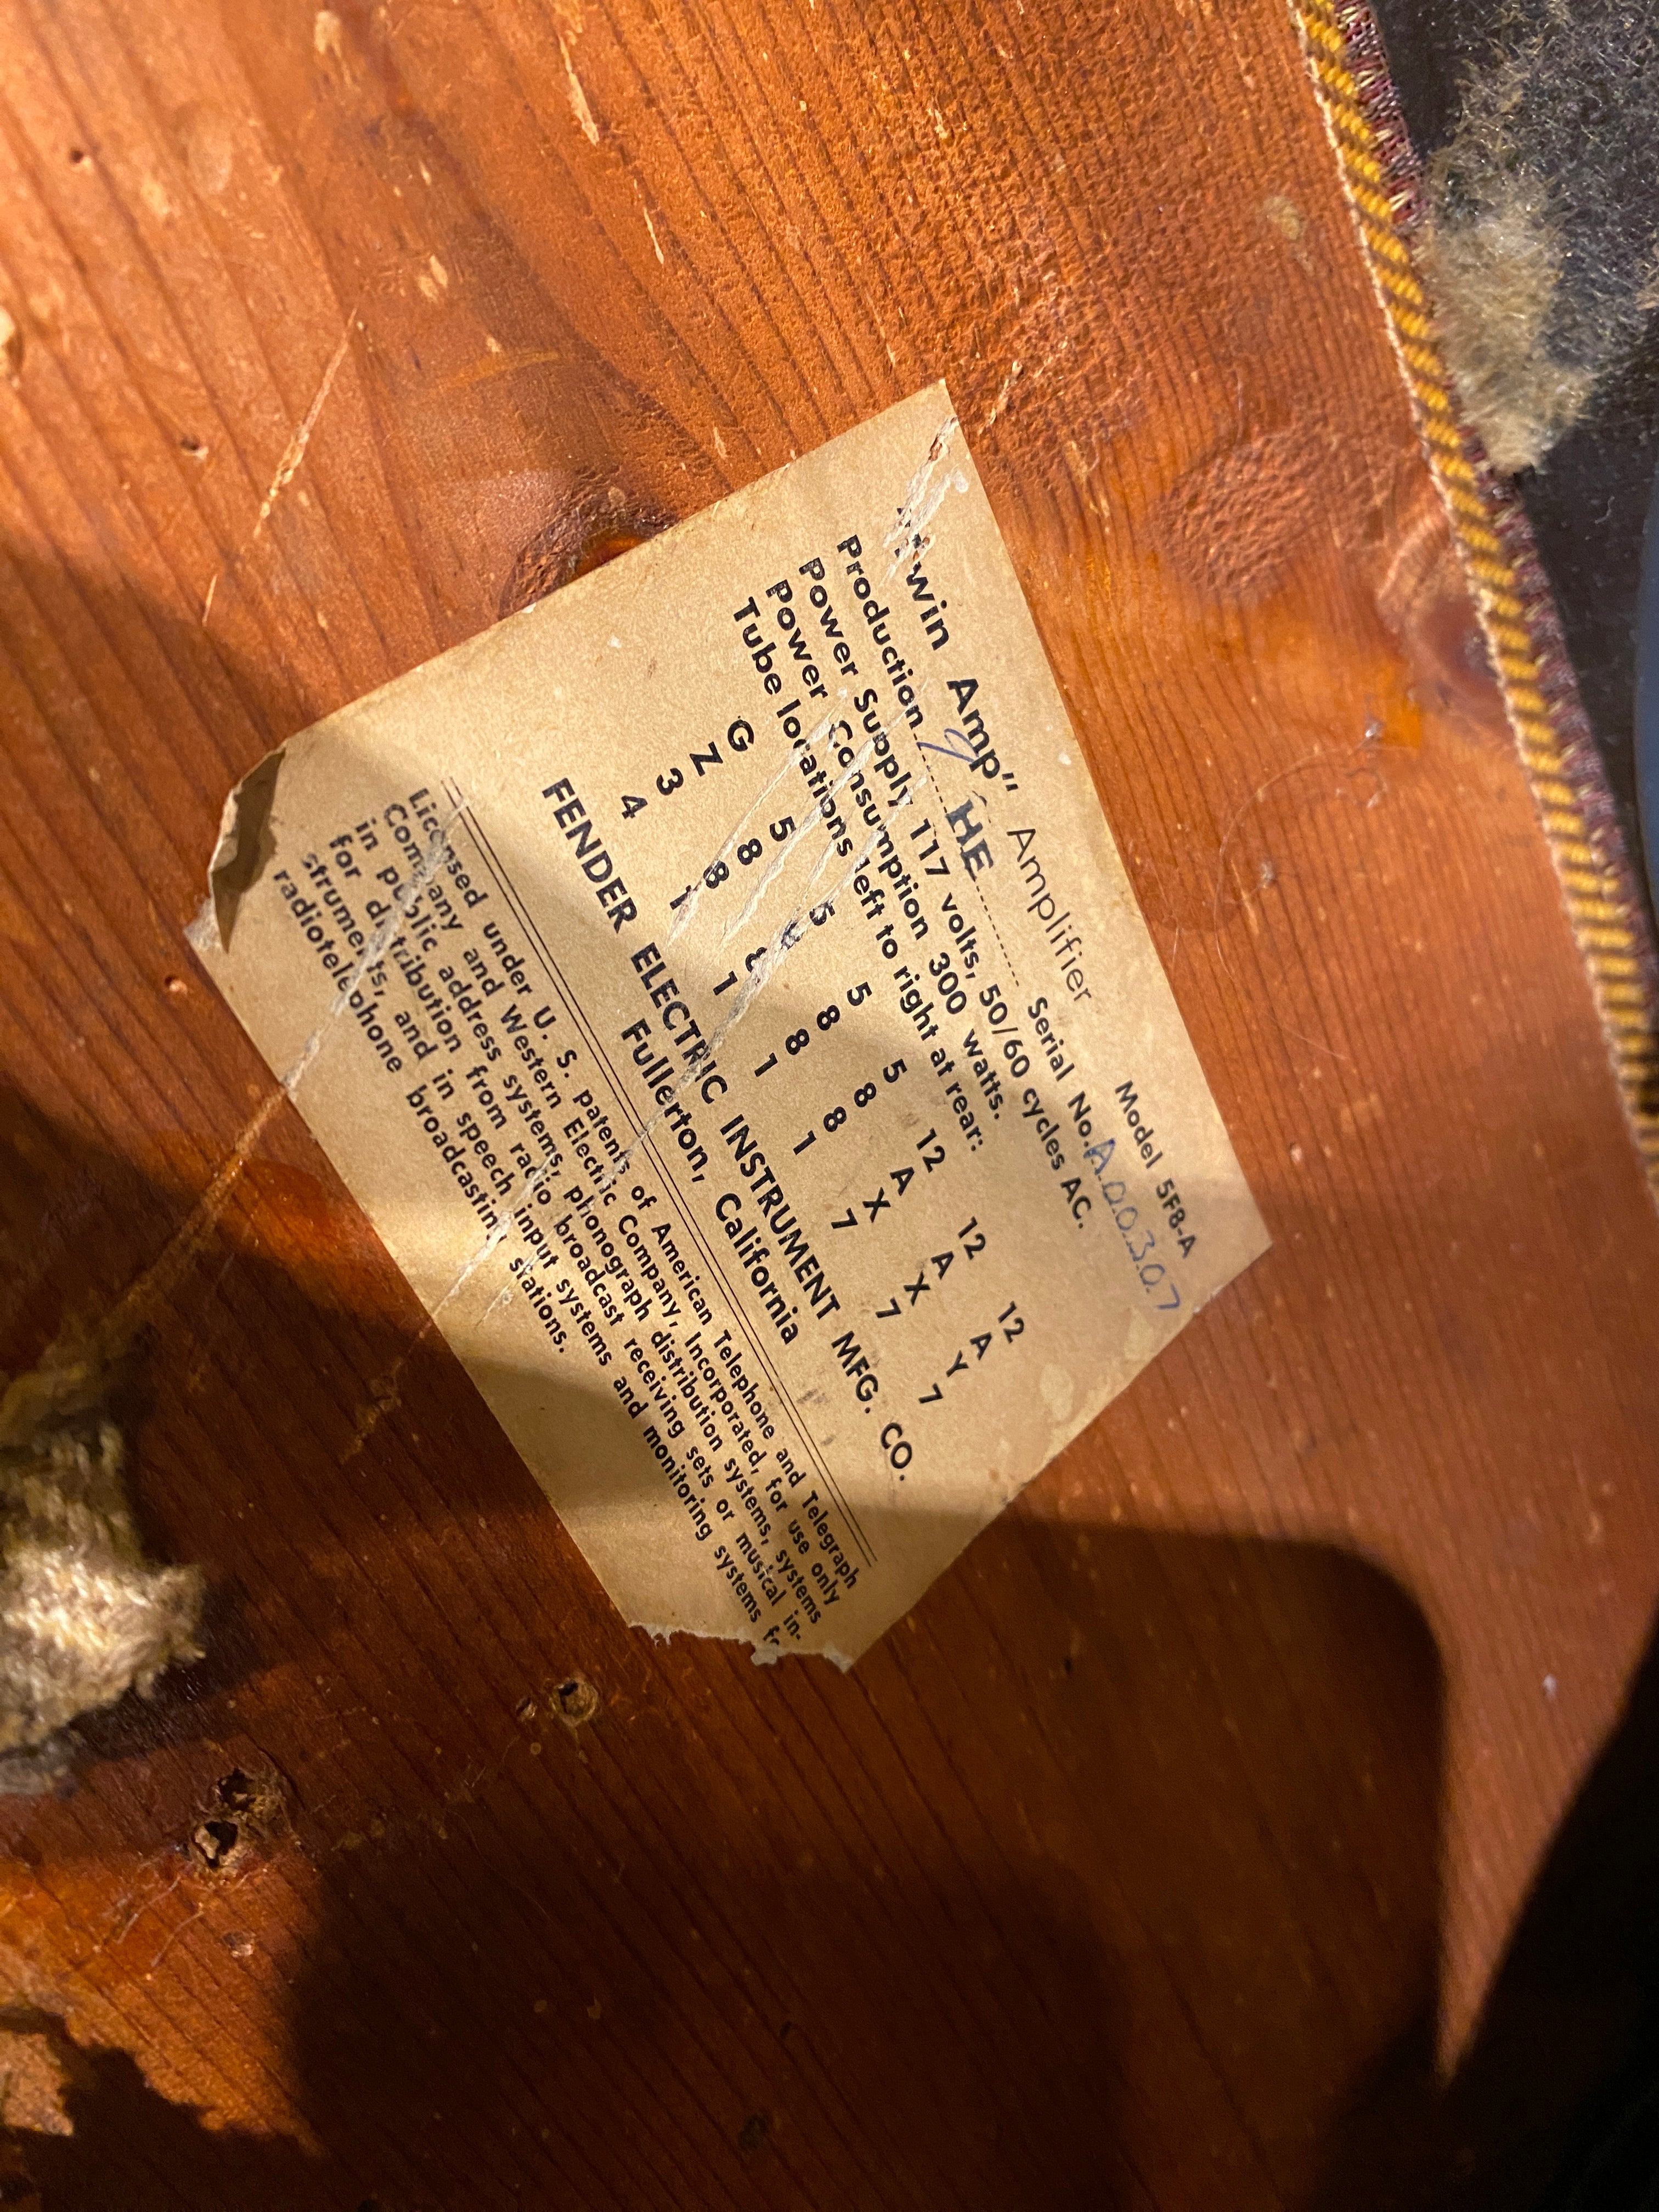 "Twin Amp" Amplifier Model 5F8-A
Production HE Serial No. A00307
Power Supply 117 volts, 50/60 cycles AC.
Power Consumption 300 watts.
Tube locations left to right at rear:
G 5 5 5 5 12 12 12
Z 8 8 8 8 A A A
3 8 8 8 8 X X Y
4 1 1 1 1 7 7 7
FENDER ELECTRIC INSTRUMENT MFG. CO.
Fullerton, California
Licensed under U. S. patents of American Telephone and Telegraph
Company and Western Electric Company, Incorporated, for use only
in public address systems, phonograph distribution systems, systems
for distribution from radio broadcast receiving sets or musical in-
struments, and in speech input systems and monitoring systems
radiotelephone broadcasting stations.